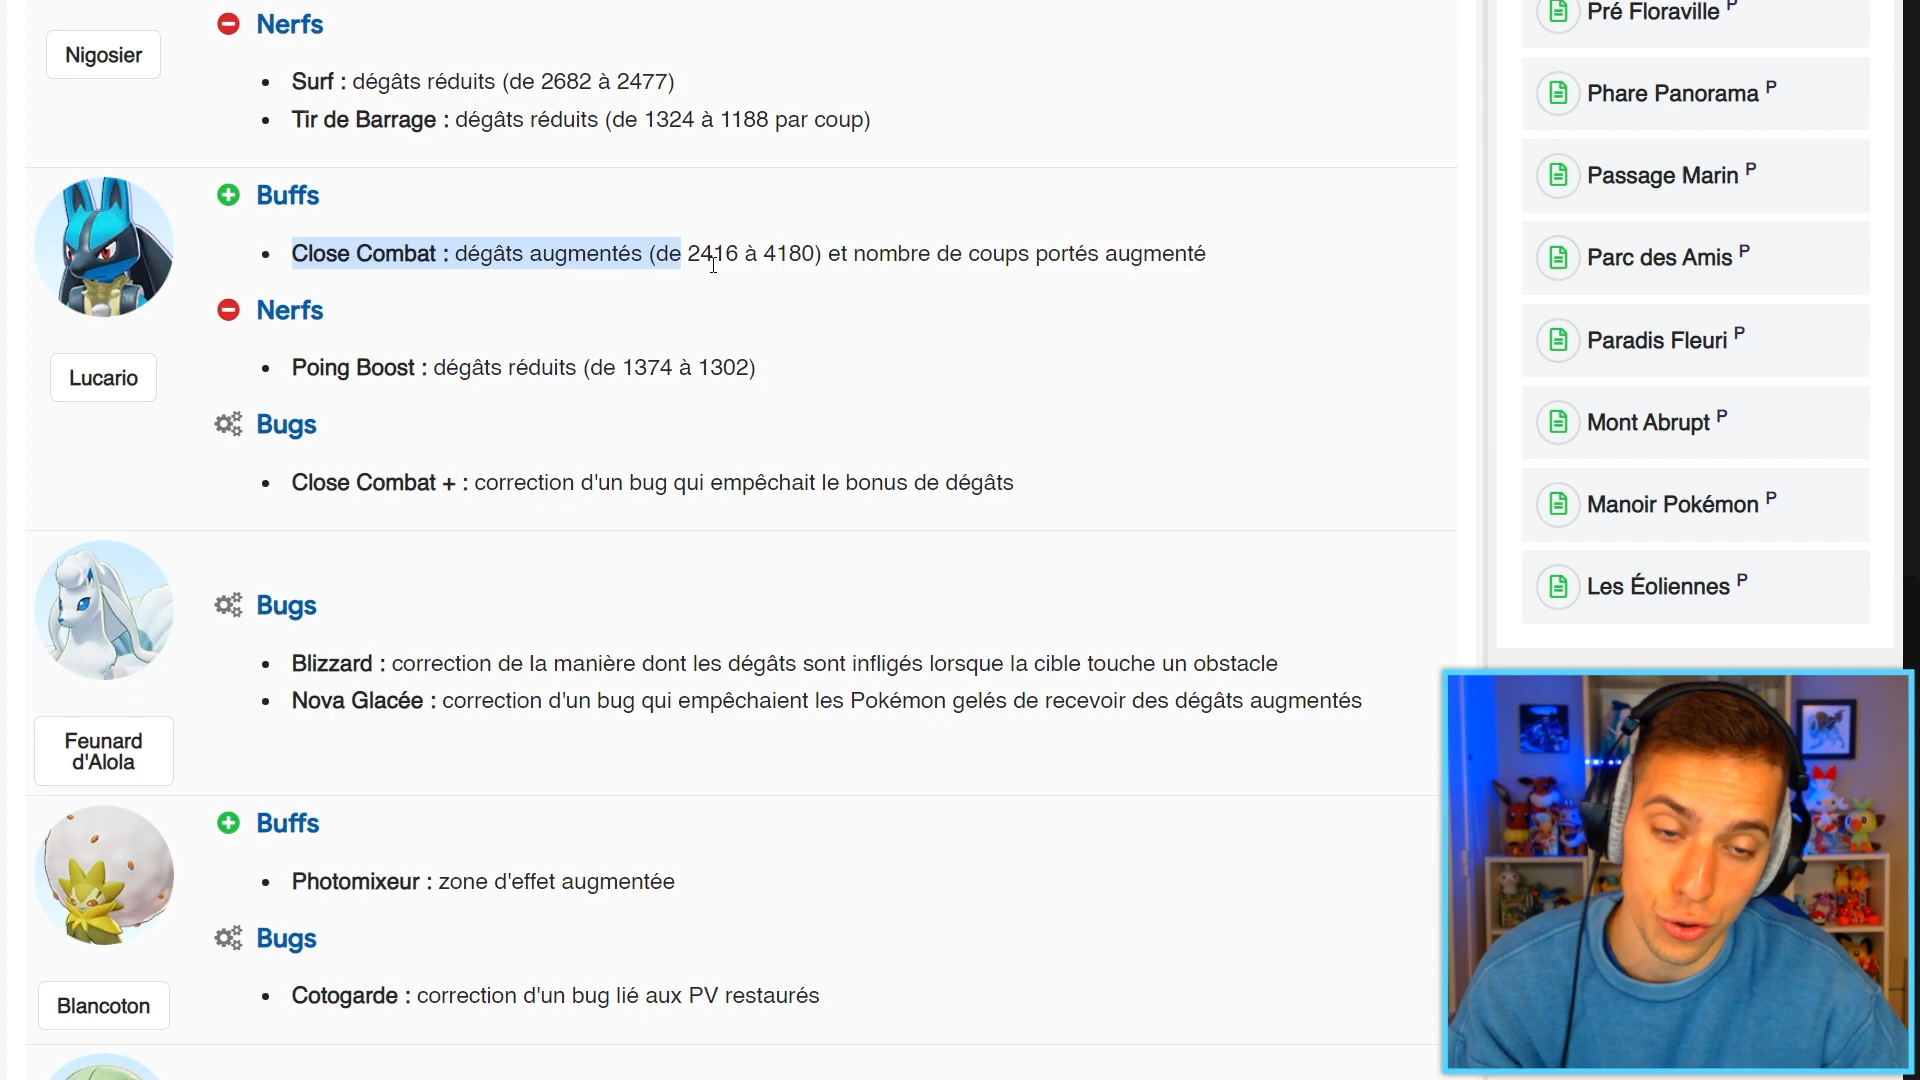 Nigosier
Nerfs
Surf : dégâts réduits (de 2682 à 2477)
Tir de Barrage : dégâts réduits (de 1324 à 1188 par coup)
Lucario
Buffs
Close Combat : dégâts augmentés (de 2416 à 4180) et nombre de coups portés augmenté
Nerfs
Poing Boost : dégâts réduits (de 1374 à 1302)
Bugs
Close Combat + : correction d'un bug qui empêchait le bonus de dégâts
Feunard
d'Alola
Bugs
Blizzard : correction de la manière dont les dégâts sont infligés lorsque la cible touche un obstacle
Nova Glacée : correction d'un bug qui empêchaient les Pokémon gelés de recevoir des dégâts augmentés
Blancoton
Buffs
Photomixeur : zone d'effet augmentée
Bugs
Cotogarde : correction d'un bug lié aux PV restaurés
Pré Floraville P
Phare Panorama P
Passage Marin P
Parc des Amis P
Paradis Fleuri P
Mont Abrupt P
Manoir Pokémon P
Les Éoliennes P